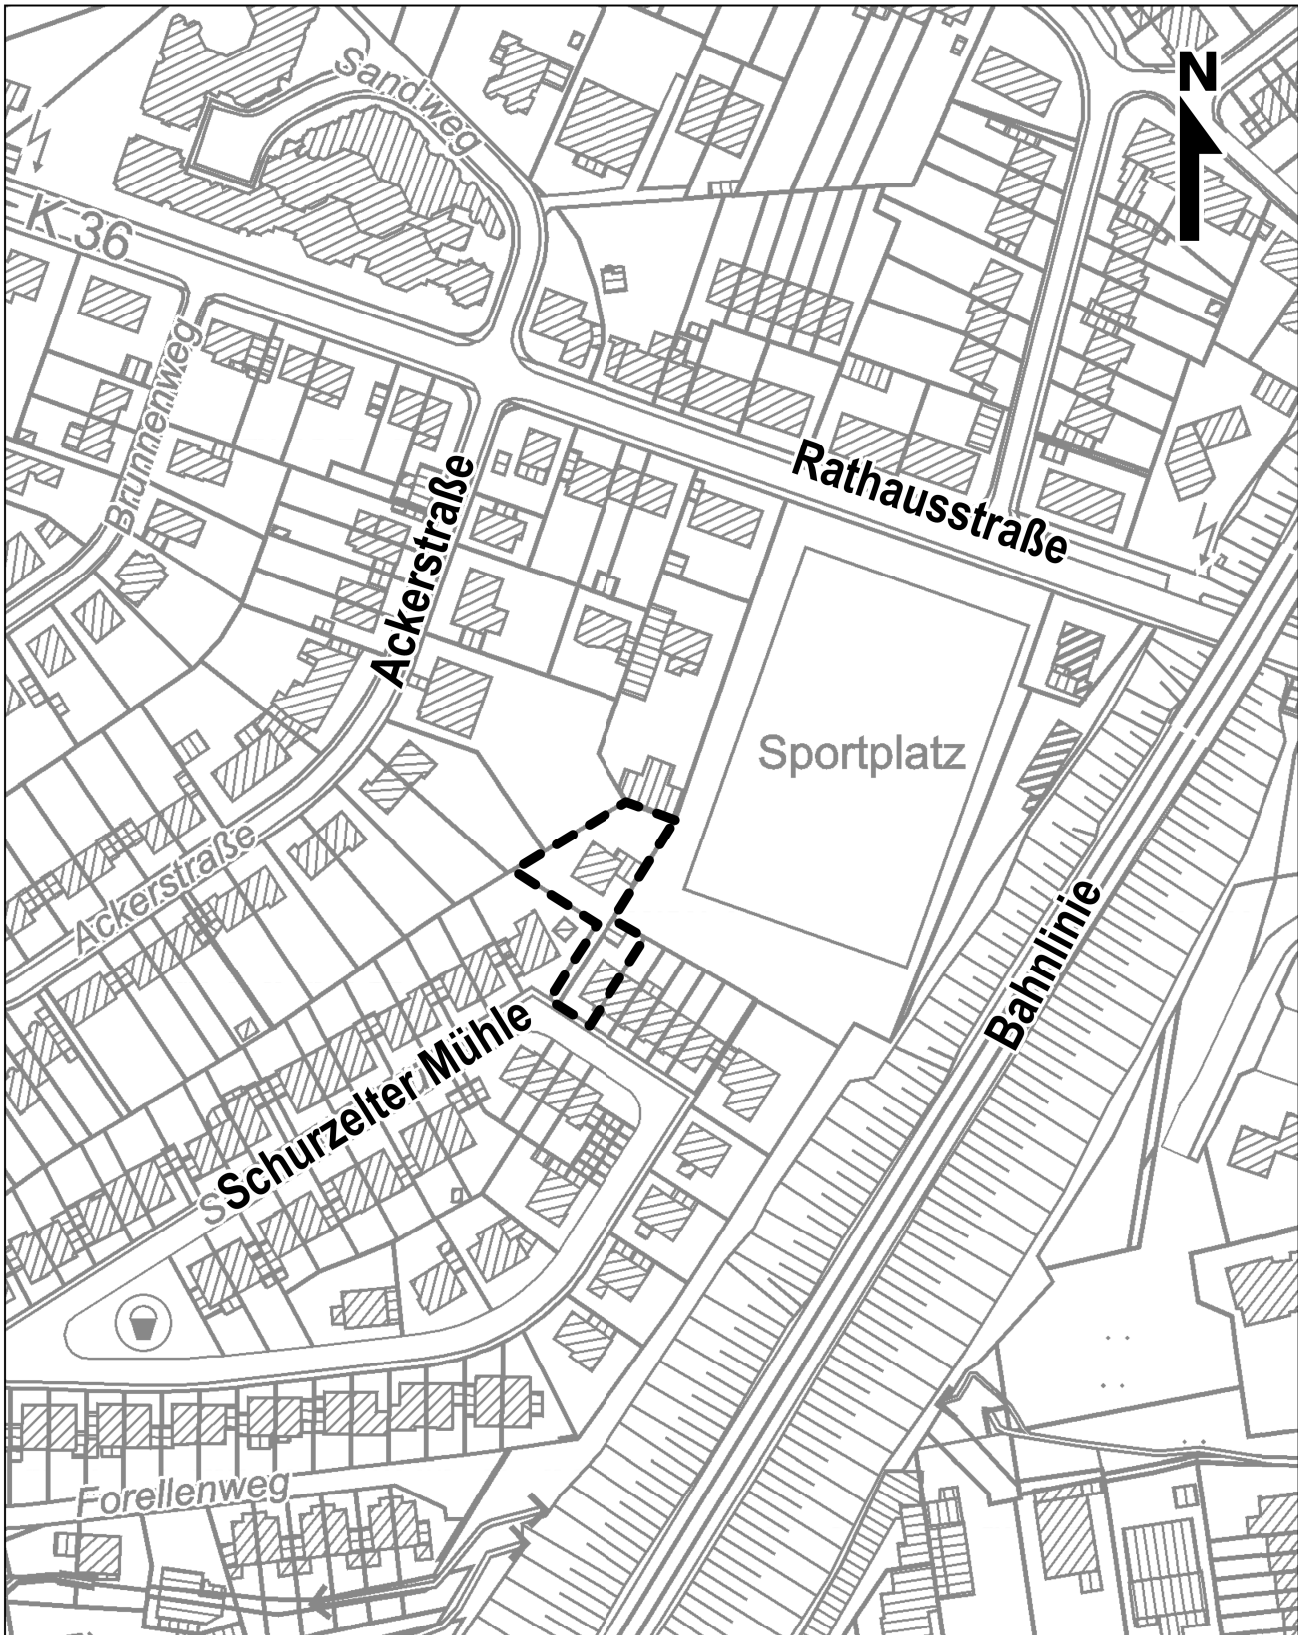 Sandweg
N
K 36
Brunnenweg
Ackerstraße
Rathausstraße
Sportplatz
Ackerstraße
Bahnlinie
S
Schurzelter Mühle
Forellenweg